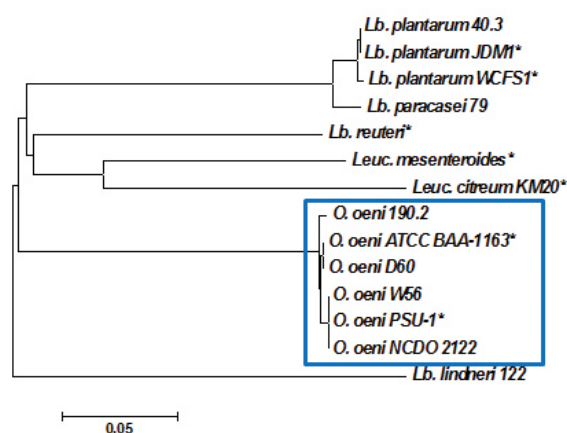 Lb. plantarum 40.3
Lb. plantarum JDM1*
Lb. plantarum WCFS1*
Lb. paracasei 79
Lb. reuteri*
Leuc. mesenteroides*
Leuc. citreum KM20*
O. oeni 190.2
O. oeni ATCC BAA-1163*
O. oeni D60
O. oeni W56
O. oeni PSU-1*
O. oeni NCDO 2122
Lb. lindneri 122
0.05